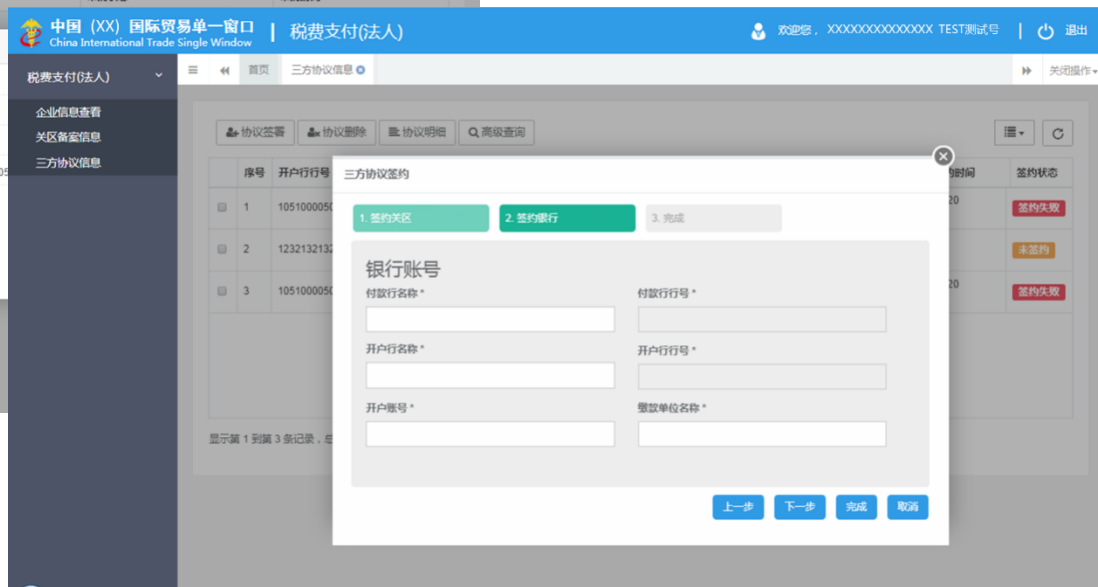 中国（XX）国际贸易单一窗口 | 税费支付(法人)
China International Trade Single Window
欢迎您，XXXXXXXXXXXXXX TEST测试号 | 退出
税费支付(法人)
首页 三方协议信息 关闭操作
企业信息查看
关区备案信息
三方协议信息
协议签署 协议删除 协议明细 高级查询
序号 开户行行号 约时间 签约状态
1 1051000050 20 签约失败
2 1232132132 未签约
3 1051000050 20 签约失败
显示第 1 到第 3 条记录，总
三方协议签约
1. 签约关区 2. 签约银行 3. 完成
银行账号
付款行名称 * 付款行行号 *
开户行名称 * 开户行行号 *
开户账号 * 缴款单位名称 *
上一步 下一步 完成 取消